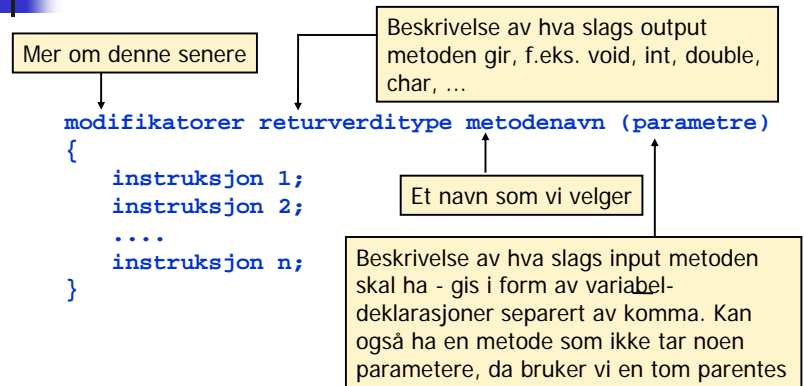 Beskrivelse av hva slags output
metoden gir, f.eks. void, int, double,
char, ...
Mer om denne senere
modifikatorer returverditype metodenavn (parametre)
{
instruksjon 1;
instruksjon 2;
....
instruksjon n;
}
Et navn som vi velger
Beskrivelse av hva slags input metoden
skal ha - gis i form av variabel-
deklarasjoner separert av komma. Kan
også ha en metode som ikke tar noen
parametere, da bruker vi en tom parentes